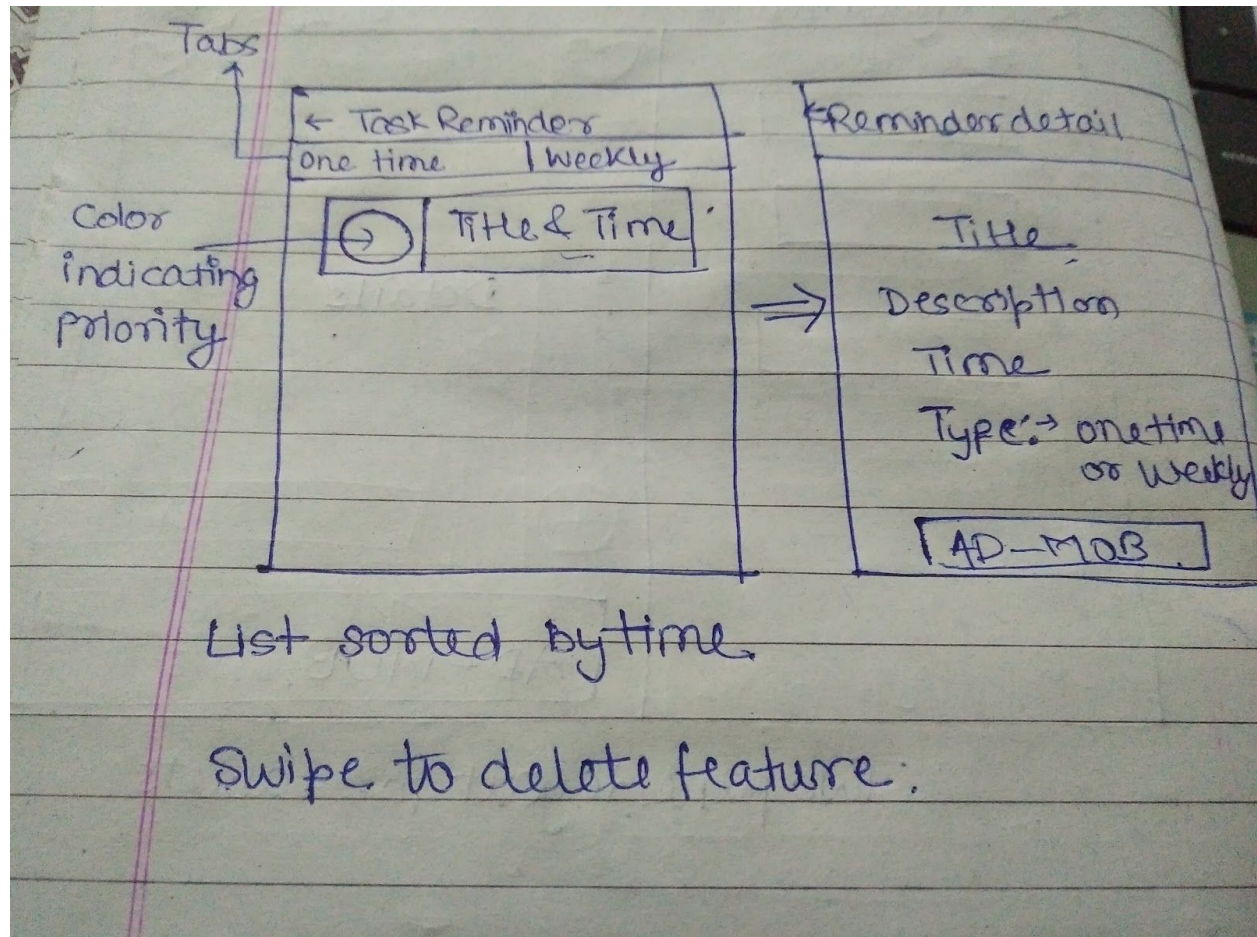 Tabs
← Task Reminder
One time | Weekly
Title & Time
Color
indicating
priority
←Reminder detail
Title
Description
Time
Type:→ onetime
or Weekly
AD-MOB
List sorted by time.
Swipe to delete feature.